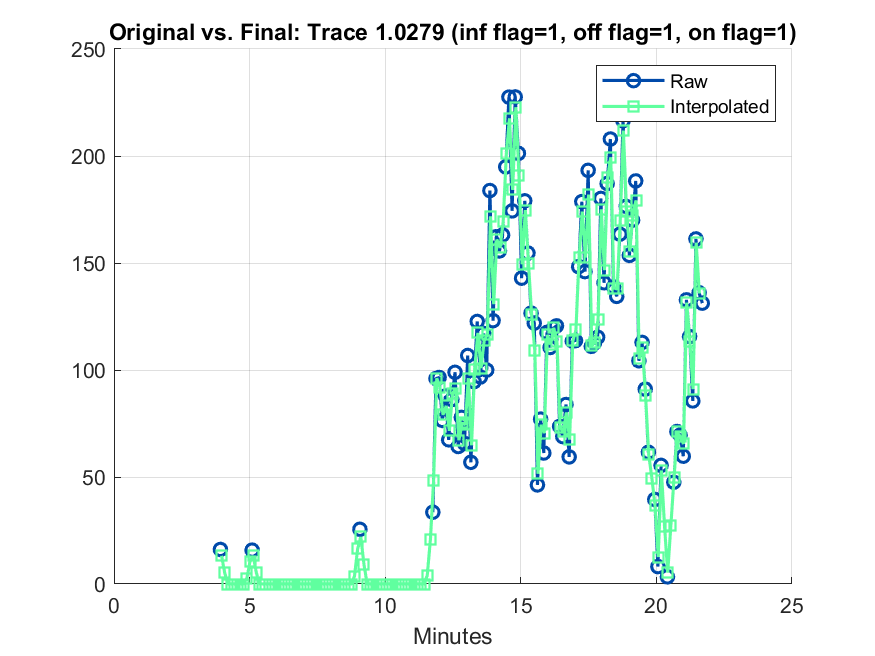 Original vs. Final: Trace 1.0279 (inf flag=1, off flag=1, on flag=1)
250
200
150
100
50
0
Raw
Interpolated
0 5 10 15 20 25
Minutes